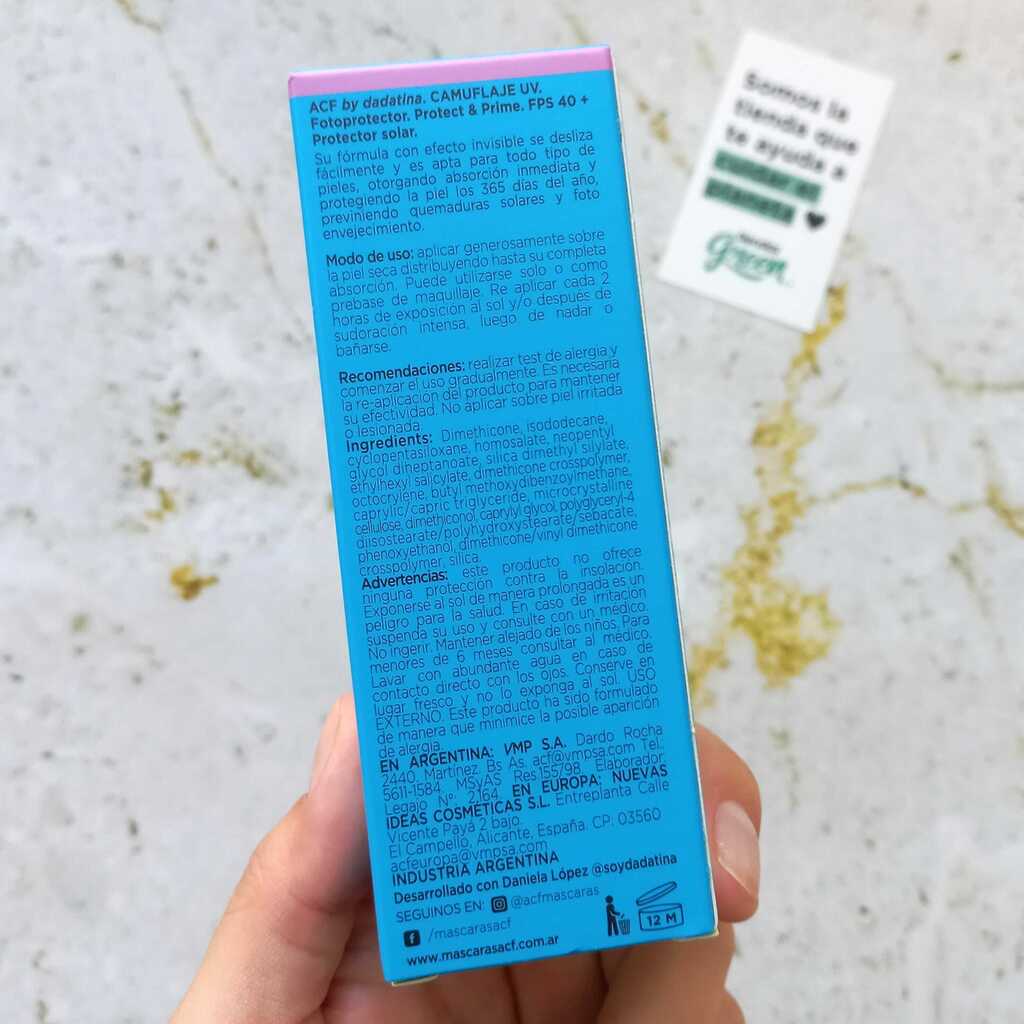 ACF by dadatina. CAMUFLAJE UV.
Fotoprotector. Protect & Prime. FPS 40 +
Protector solar.
Su fórmula con efecto invisible se desliza
fácilmente y es apta para todo tipo de
pieles, otorgando absorción inmediata y
protegiendo la piel los 365 días del año,
previniendo quemaduras solares y foto
envejecimiento.
Modo de uso: aplicar generosamente sobre
la piel seca distribuyendo hasta su completa
absorción. Puede utilizarse solo o como
prebase de maquillaje. Re aplicar cada 2
horas de exposición al sol y/o después de
sudoración intensa, luego de nadar o
bañarse.
Recomendaciones: realizar test de alergia y
comenzar el uso gradualmente. Es necesaria
la re-aplicación del producto para mantener
su efectividad. No aplicar sobre piel irritada
o lesionada.
Ingredients: Dimethicone, isododecane,
cyclopentasiloxane, homosalate, neopentyl
glycol diheptanoate, silica dimethyl silylate,
ethylhexyl salicylate, dimethicone crosspolymer,
octocrylene, butyl methoxydibenzoylmethane,
caprylic/capric triglyceride, microcrystalline
cellulose, dimethiconol, caprylyl glycol, polyglyceryl-4
diisostearate/polyhydroxystearate/sebacate,
phenoxyethanol, dimethicone/vinyl dimethicone
crosspolymer, silica.
Advertencias: este producto no ofrece
ninguna protección contra la insolación.
Exponerse al sol de manera prolongada es un
peligro para la salud. En caso de irritación
suspenda su uso y consulte con un médico.
No ingerir. Mantener alejado de los niños. Para
menores de 6 meses consultar al médico.
Lavar con abundante agua en caso de
contacto directo con los ojos. Conserve en
lugar fresco y no lo exponga al sol. USO
EXTERNO. Este producto ha sido formulado
de manera que minimice la posible aparición
de alergia.
EN ARGENTINA: VMP S.A. Dardo Rocha
2440, Martinez Bs As. acf@vmpsa.com Tel.:
5611-1584. MSyAS Res 155/98. Elaborador:
Legajo Nº: 2.164. EN EUROPA: NUEVAS
IDEAS COSMETICAS S.L. Entreplanta Calle
Vicente Payá 2 bajo.
El Campello, Alicante, España. CP: 03560
acfeuropa@vmpsa.com
INDUSTRIA ARGENTINA
Desarrollado con Daniela López @soydadatina
SEGUINOS EN: @acfmascaras
/mascarasacf
www.mascarasacf.com.ar
12 M
Somos la
tienda que
te ayuda a
cuidar el
planeta
green